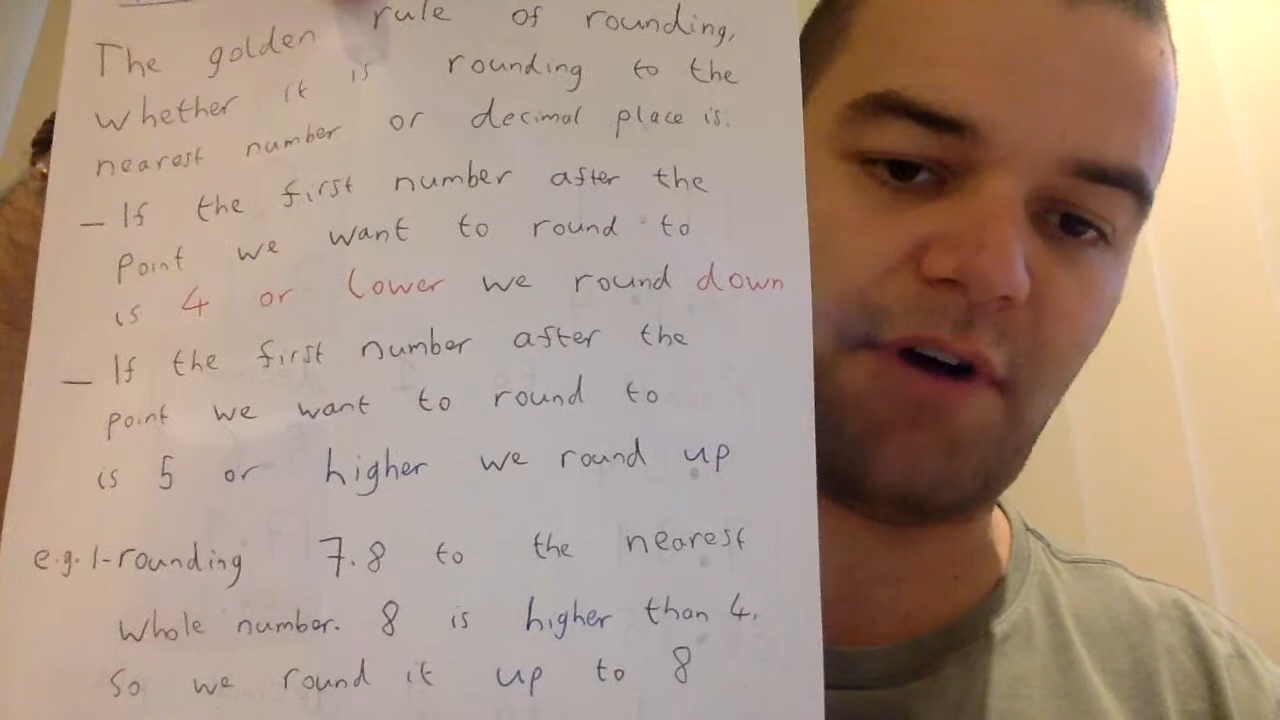 The golden rule of rounding,
whether it is rounding to the
nearest number or decimal place is:
– If the first number after the
point we want to round to
is 4 or lower we round down
– If the first number after the
point we want to round to
is 5 or higher we round up
e.g. 1-rounding 7.8 to the nearest
whole number. 8 is higher than 4.
So we round it up to 8